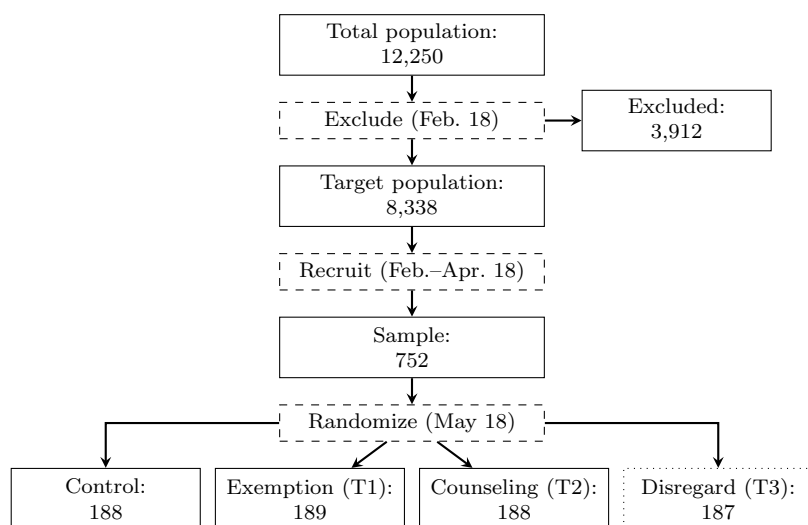 Total population:
12,250
Exclude (Feb. 18)
Excluded:
3,912
Target population:
8,338
Recruit (Feb.–Apr. 18)
Sample:
752
Randomize (May 18)
Control:
188
Exemption (T1):
189
Counseling (T2):
188
Disregard (T3):
187